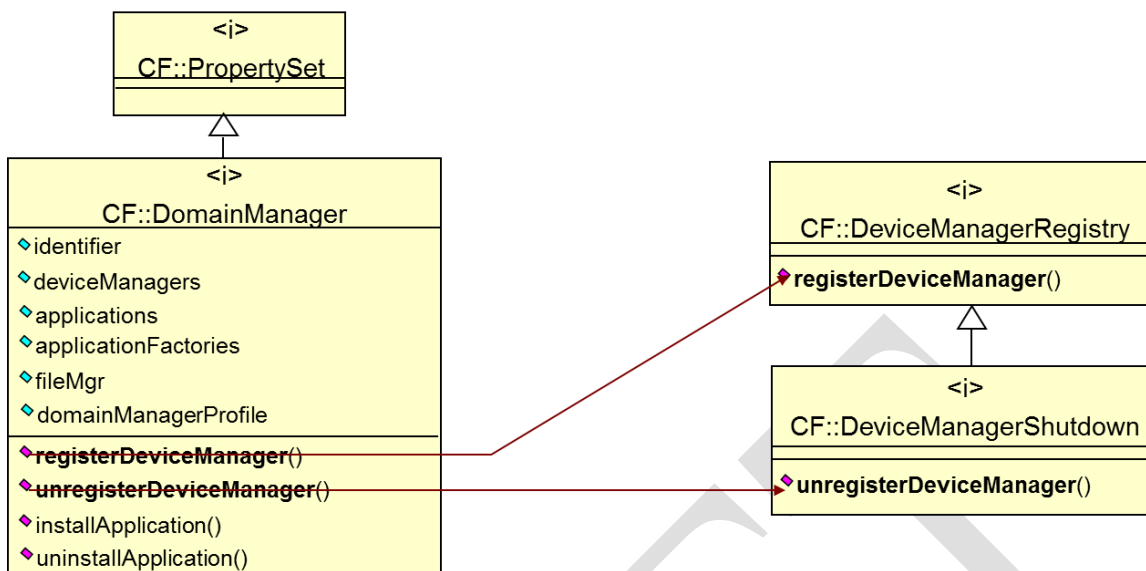 <i>
CF::PropertySet
<i>
CF::DomainManager
identifier
deviceManagers
applications
applicationFactories
fileMgr
domainManagerProfile
registerDeviceManager()
unregisterDeviceManager()
installApplication()
uninstallApplication()
<i>
CF::DeviceManagerRegistry
registerDeviceManager()
<i>
CF::DeviceManagerShutdown
unregisterDeviceManager()